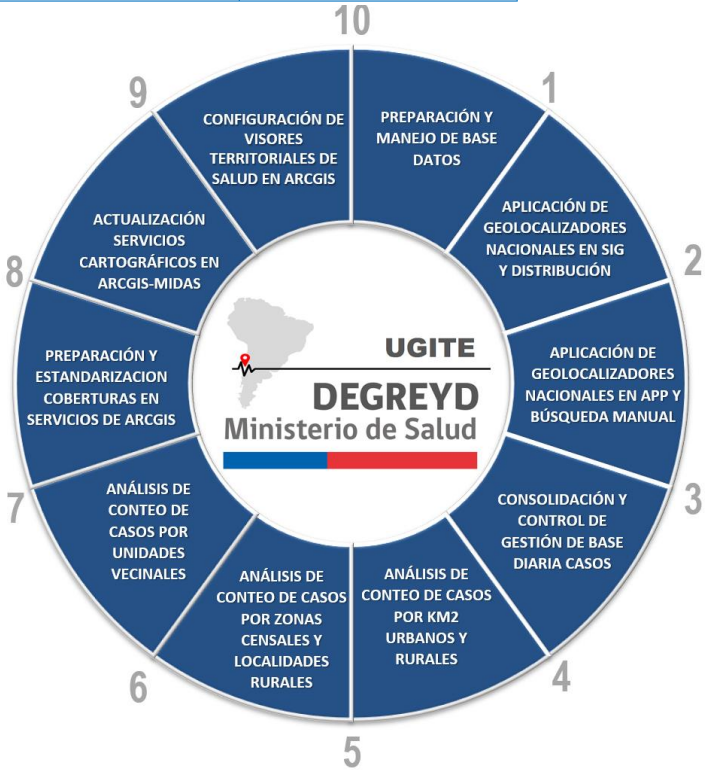 10
1
PREPARACIÓN Y
MANEJO DE BASE
DATOS
2
APLICACIÓN DE
GEOLOCALIZADORES
NACIONALES EN SIG
Y DISTRIBUCIÓN
3
APLICACIÓN DE
GEOLOCALIZADORES
NACIONALES EN APP Y
BÚSQUEDA MANUAL
4
CONSOLIDACIÓN Y
CONTROL DE
GESTIÓN DE BASE
DIARIA CASOS
5
ANÁLISIS DE
CONTEO DE CASOS
POR KM2
URBANOS Y
RURALES
6
ANÁLISIS DE
CONTEO DE CASOS
POR ZONAS
CENSALES Y
LOCALIDADES
RURALES
7
ANÁLISIS DE
CONTEO DE
CASOS POR
UNIDADES
VECINALES
8
PREPARACIÓN Y
ESTANDARIZACION
COBERTURAS EN
SERVICIOS DE ARCGIS
9
ACTUALIZACIÓN
SERVICIOS
CARTOGRÁFICOS EN
ARCGIS-MIDAS
CONFIGURACIÓN DE
VISORES
TERRITORIALES DE
SALUD EN ARCGIS
UGITE
DEGREYD
Ministerio de Salud